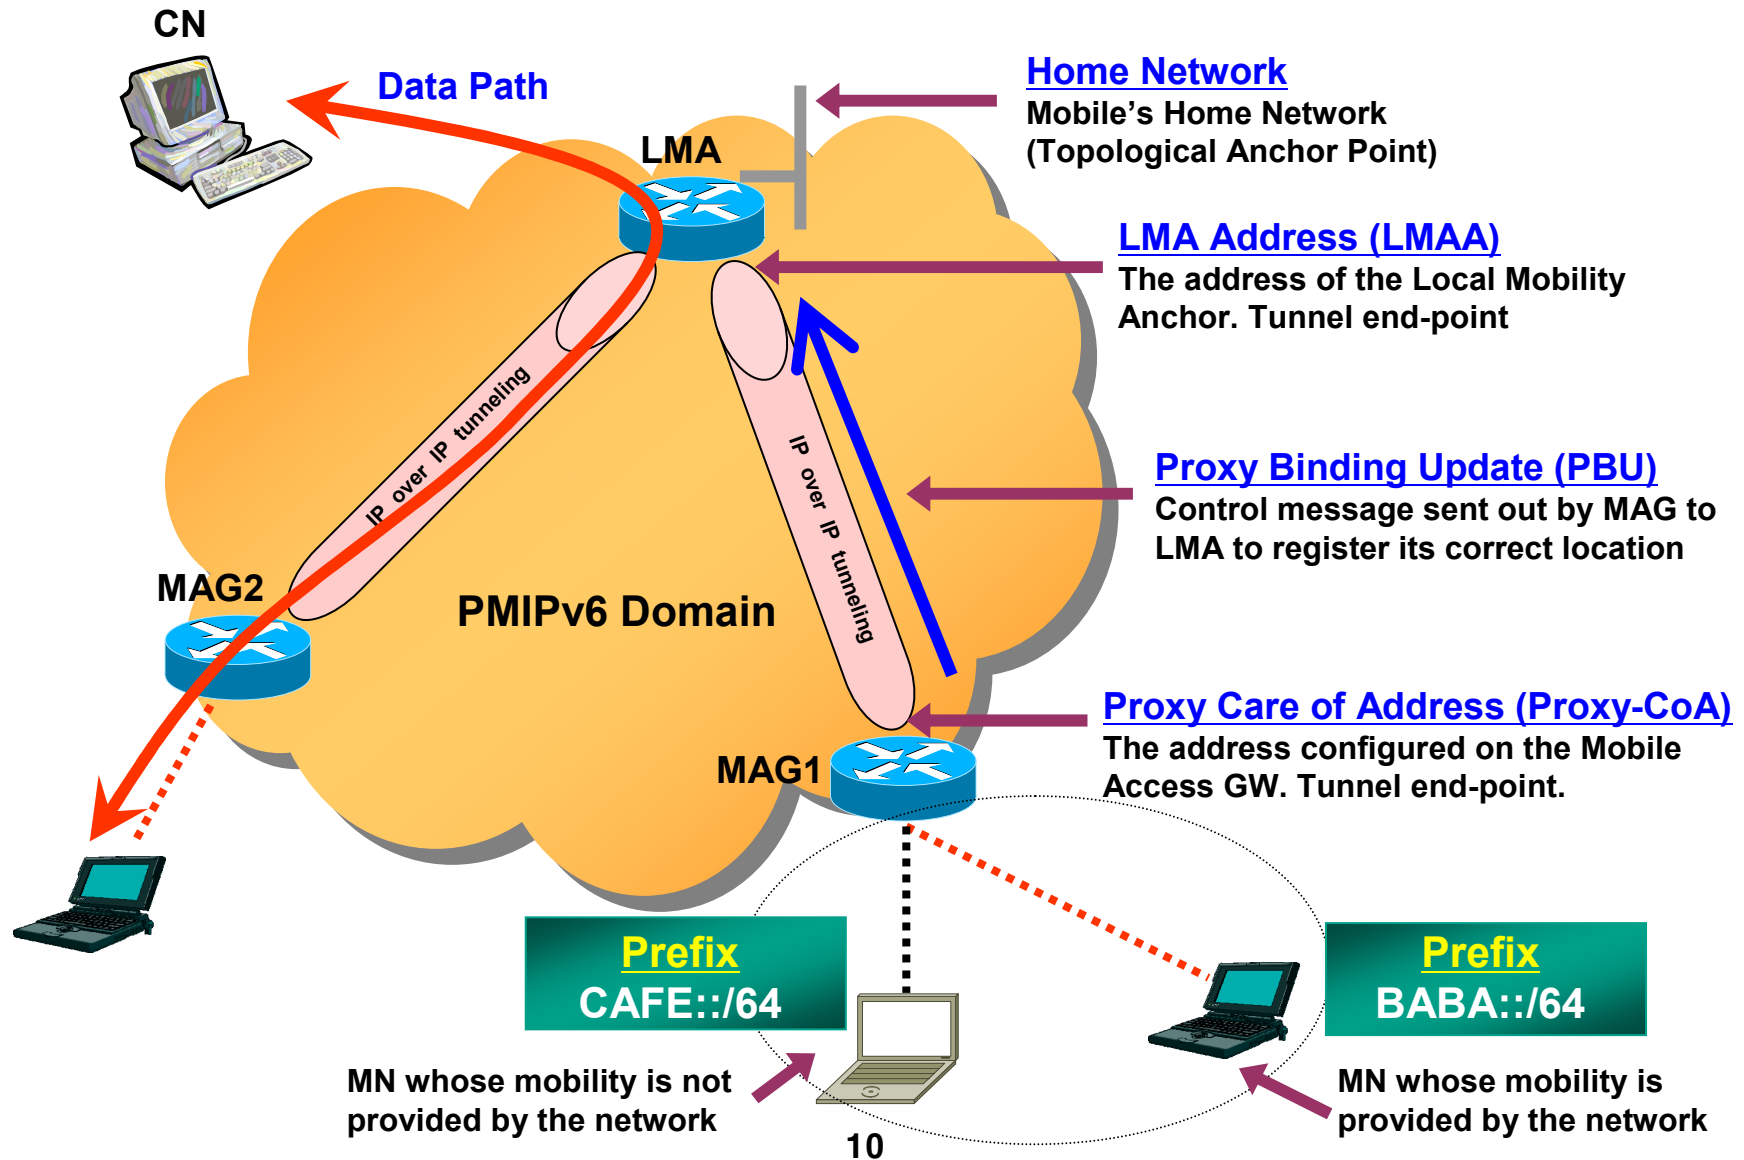 CN
Data Path
LMA
Home Network
Mobile’s Home Network
(Topological Anchor Point)
LMA Address (LMAA)
The address of the Local Mobility
Anchor. Tunnel end-point
IP over IP tunneling
IP over IP tunneling
Proxy Binding Update (PBU)
Control message sent out by MAG to
LMA to register its correct location
MAG2
PMIPv6 Domain
Proxy Care of Address (Proxy-CoA)
The address configured on the Mobile
Access GW. Tunnel end-point.
MAG1
Prefix
CAFE::/64
Prefix
BABA::/64
MN whose mobility is not
provided by the network
MN whose mobility is
provided by the network
10